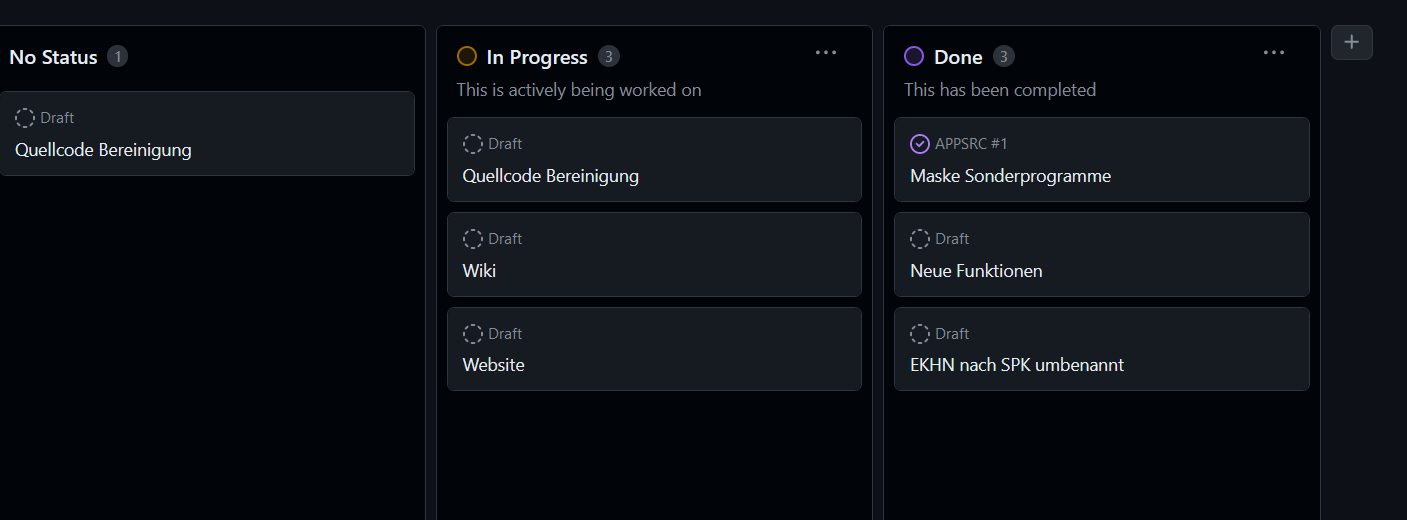 No Status 1
Draft
Quellcode Bereinigung
In Progress 3
This is actively being worked on
Draft
Quellcode Bereinigung
Draft
Wiki
Draft
Website
Done 3
This has been completed
APPSRC #1
Maske Sonderprogramme
Draft
Neue Funktionen
Draft
EKHN nach SPK umbenannt